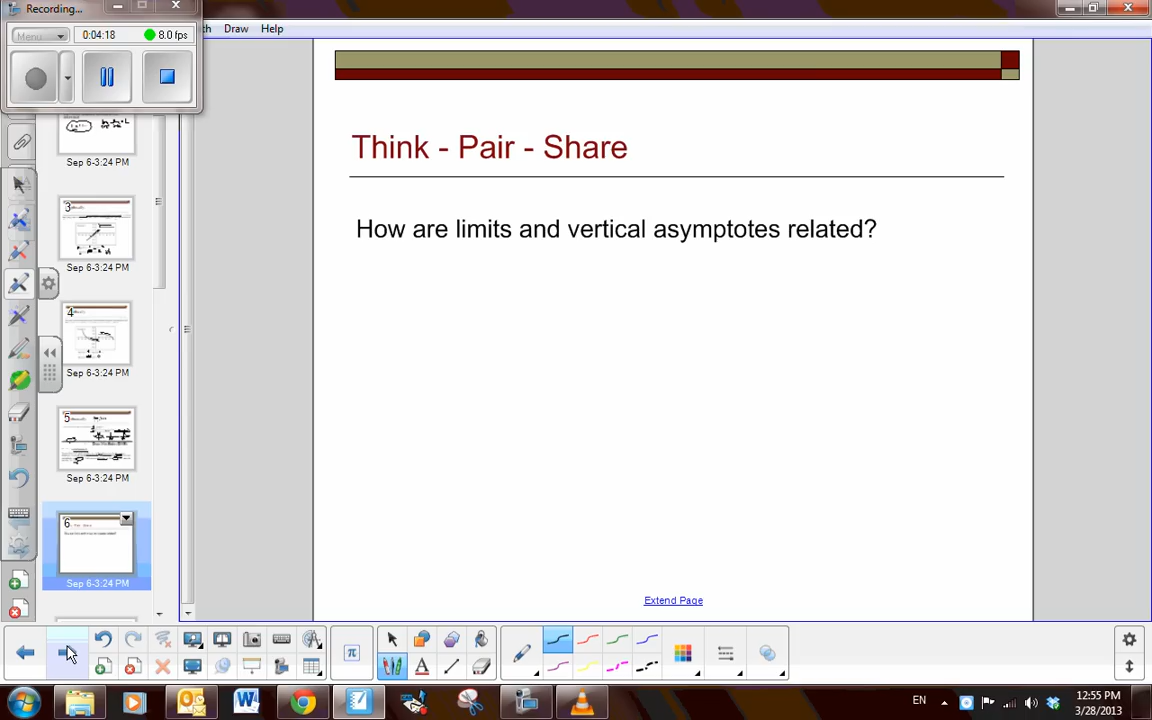 Recording...
Menu
0:04:18
8.0 fps
Draw
Help
Think - Pair - Share
How are limits and vertical asymptotes related?
Sep 6-3:24 PM
3
Sep 6-3:24 PM
4
Sep 6-3:24 PM
5
Sep 6-3:24 PM
6
Sep 6-3:24 PM
Extend Page
EN
12:55 PM
3/28/2013